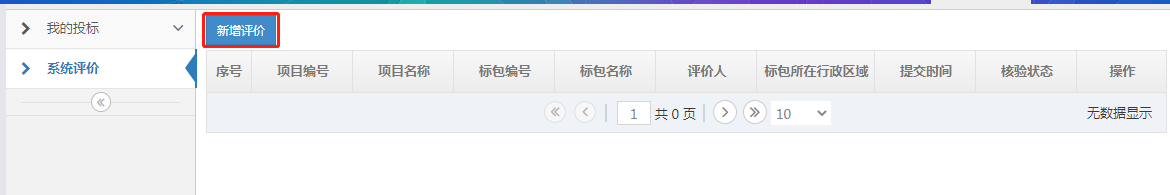 我的投标
系统评价
新增评价
序号 项目编号 项目名称 标包编号 标包名称 评价人 标包所在行政区域 提交时间 核验状态 操作
1 共 0 页 10 无数据显示